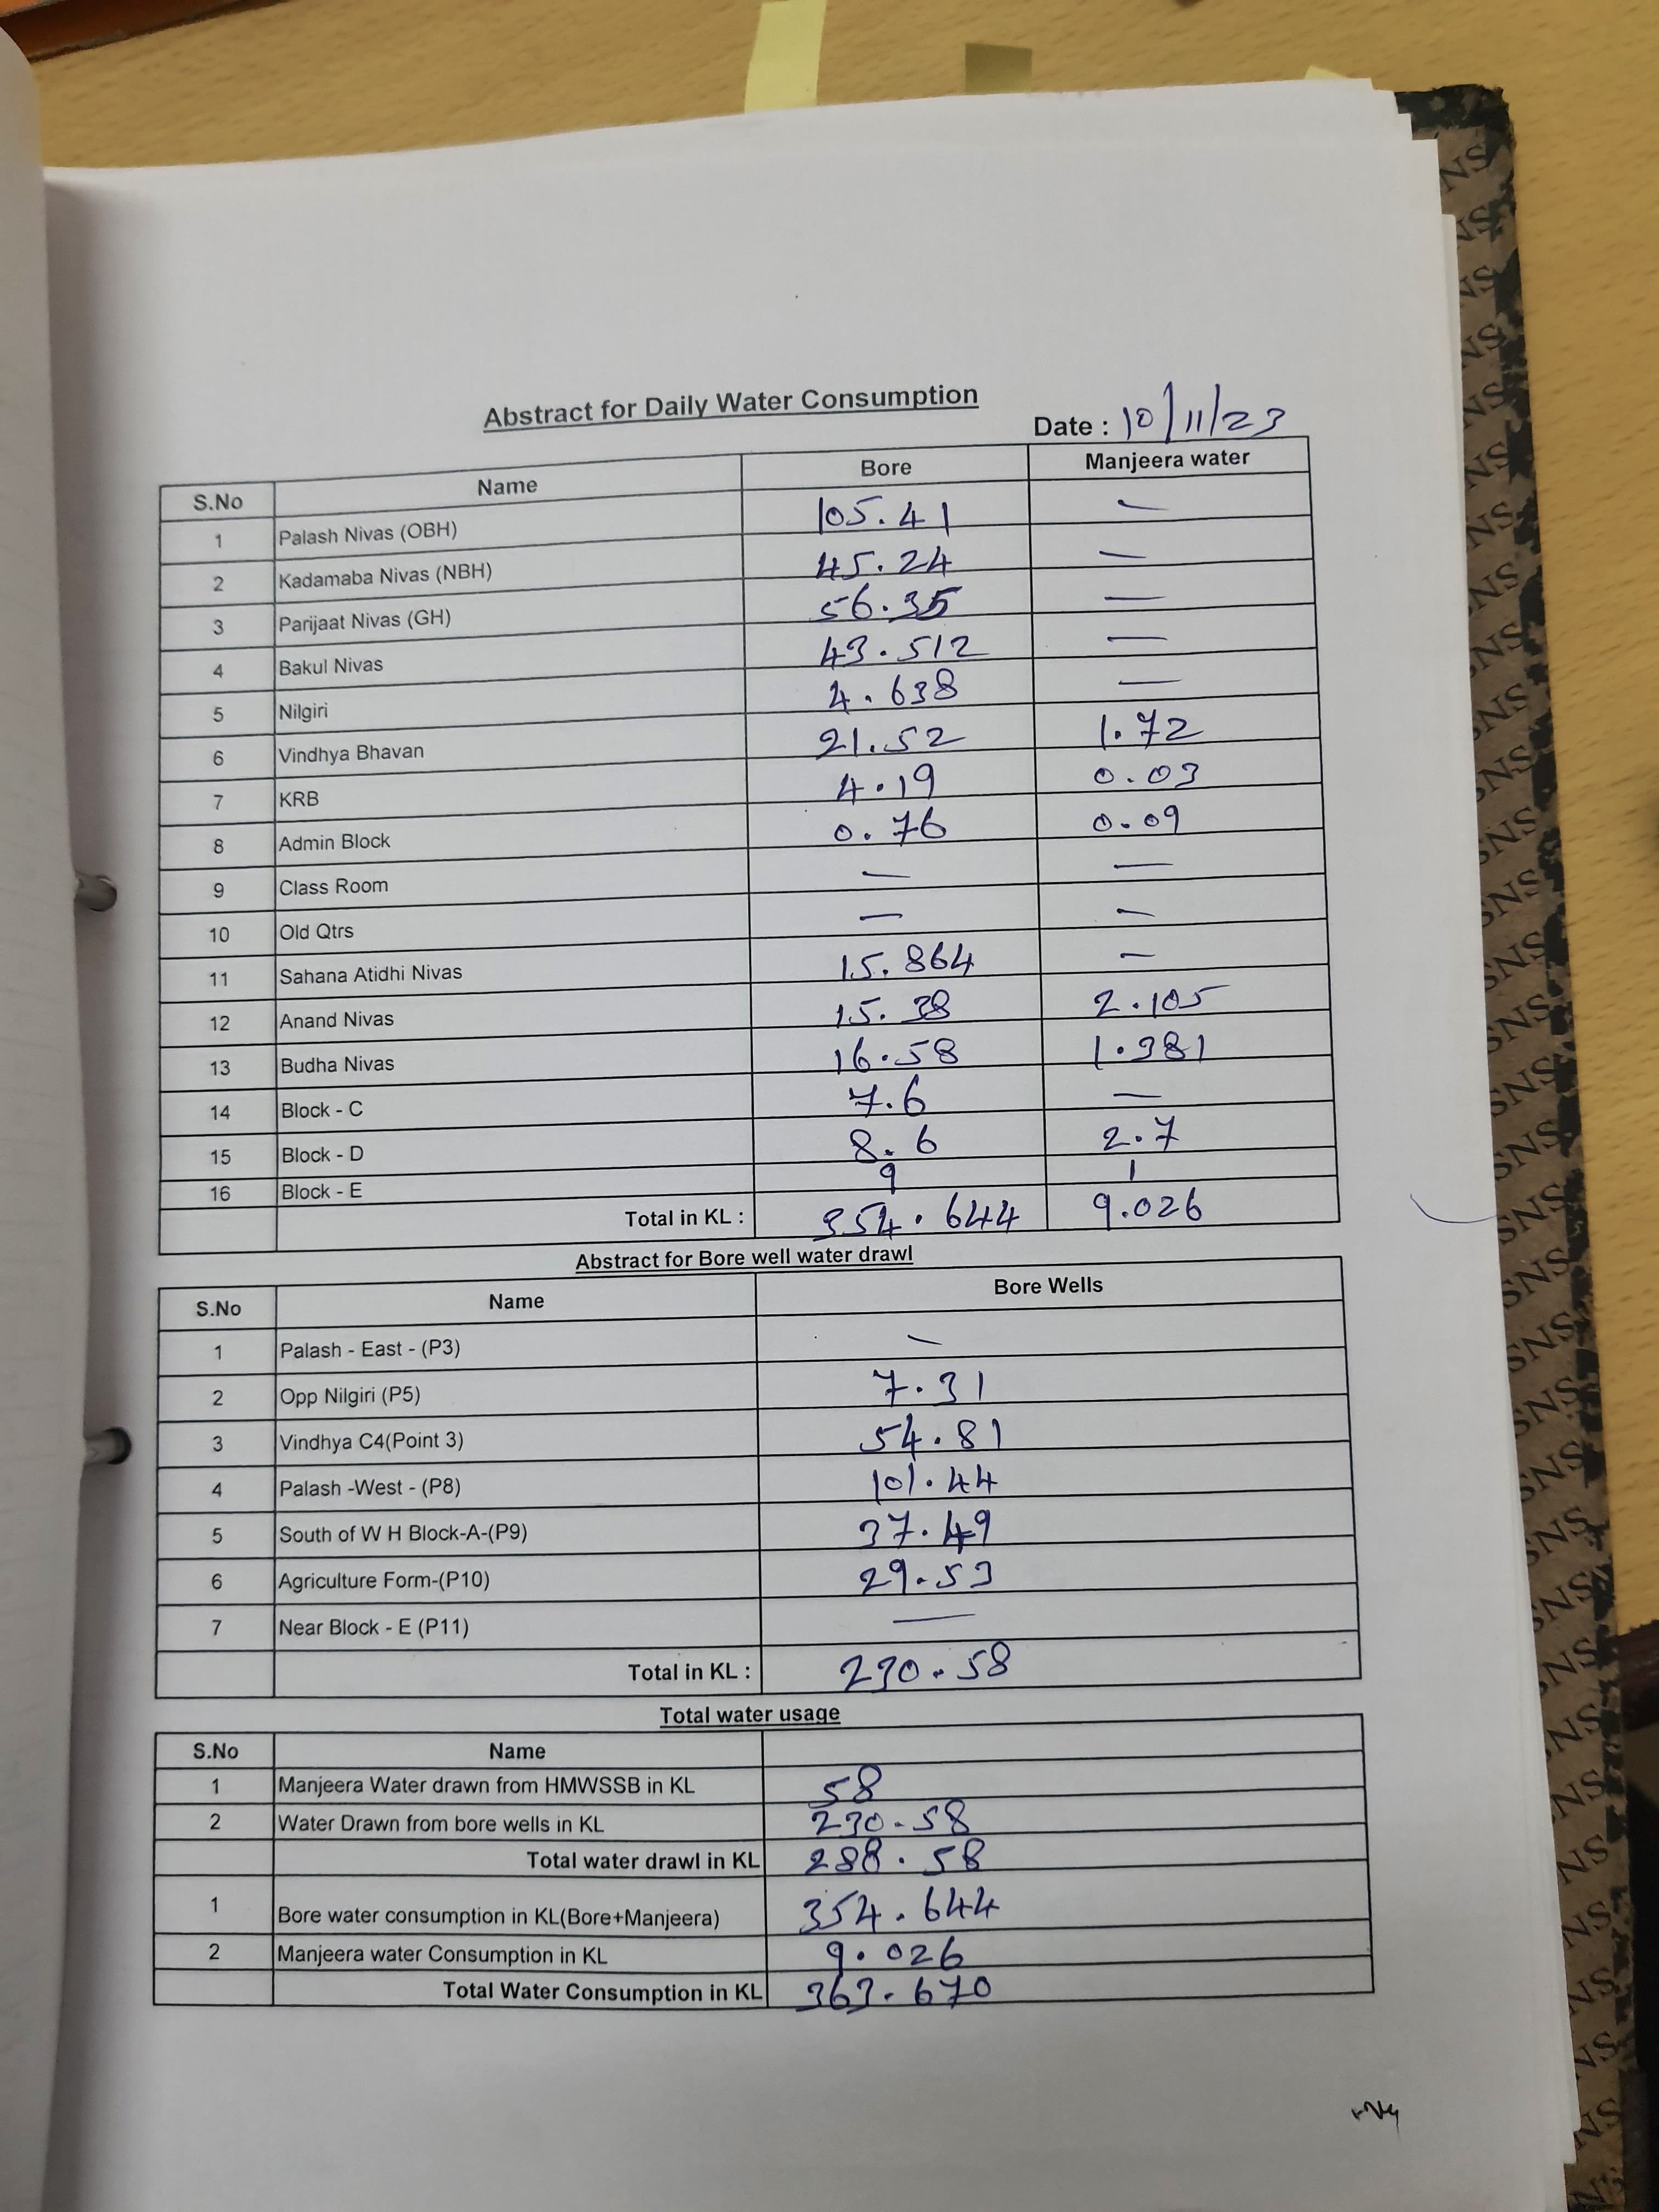 Abstract for Daily Water Consumption
Date : 10/11/23
S.No Name Bore Manjeera water
1 Palash Nivas (OBH) 105.41 —
2 Kadamaba Nivas (NBH) 45.24 —
3 Parijaat Nivas (GH) 56.35 —
4 Bakul Nivas 43.512 —
5 Nilgiri 4.638 —
6 Vindhya Bhavan 21.52 1.72
7 KRB 4.19 0.03
8 Admin Block 0.76 0.09
9 Class Room — —
10 Old Qtrs — —
11 Sahana Atidhi Nivas 15.864 —
12 Anand Nivas 15.38 2.105
13 Budha Nivas 16.58 1.381
14 Block - C 7.6 —
15 Block - D 8.6 2.7
16 Block - E 9 1
Total in KL : 354.644 9.026
Abstract for Bore well water drawl
S.No Name Bore Wells
1 Palash - East - (P3) —
2 Opp Nilgiri (P5) 7.31
3 Vindhya C4(Point 3) 54.81
4 Palash -West - (P8) 101.44
5 South of W H Block-A-(P9) 37.49
6 Agriculture Form-(P10) 29.53
7 Near Block - E (P11) —
Total in KL : 230.58
Total water usage
S.No Name
1 Manjeera Water drawn from HMWSSB in KL 58
2 Water Drawn from bore wells in KL 230.58
Total water drawl in KL 288.58
1 Bore water consumption in KL(Bore+Manjeera) 354.644
2 Manjeera water Consumption in KL 9.026
Total Water Consumption in KL 363.670